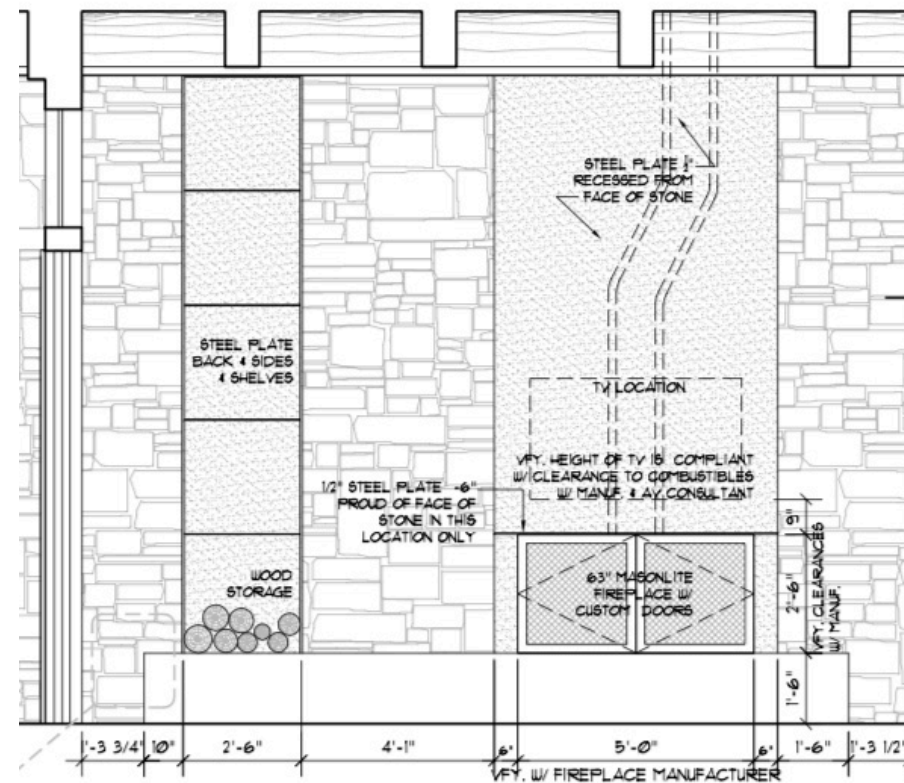 STEEL PLATE ½"
RECESSED FROM
FACE OF STONE
STEEL PLATE
BACK & SIDES
& SHELVES
TV LOCATION
VFY. HEIGHT OF TV IS COMPLIANT
W/ CLEARANCE TO COMBUSTIBLES
W/ MANUF. & AV CONSULTANT
1/2" STEEL PLATE -6"
PROUD OF FACE OF
STONE IN THIS
LOCATION ONLY
WOOD
STORAGE
63" MASONLITE
FIREPLACE W/
CUSTOM DOORS
9"
2'-6"
1'-6"
VFY. CLEARANCES
W/ MANUF.
1'-3 3/4"
10"
2'-6"
4'-1"
6"
5'-0"
6"
1'-6"
1'-3 1/2"
VFY. W/ FIREPLACE MANUFACTURER